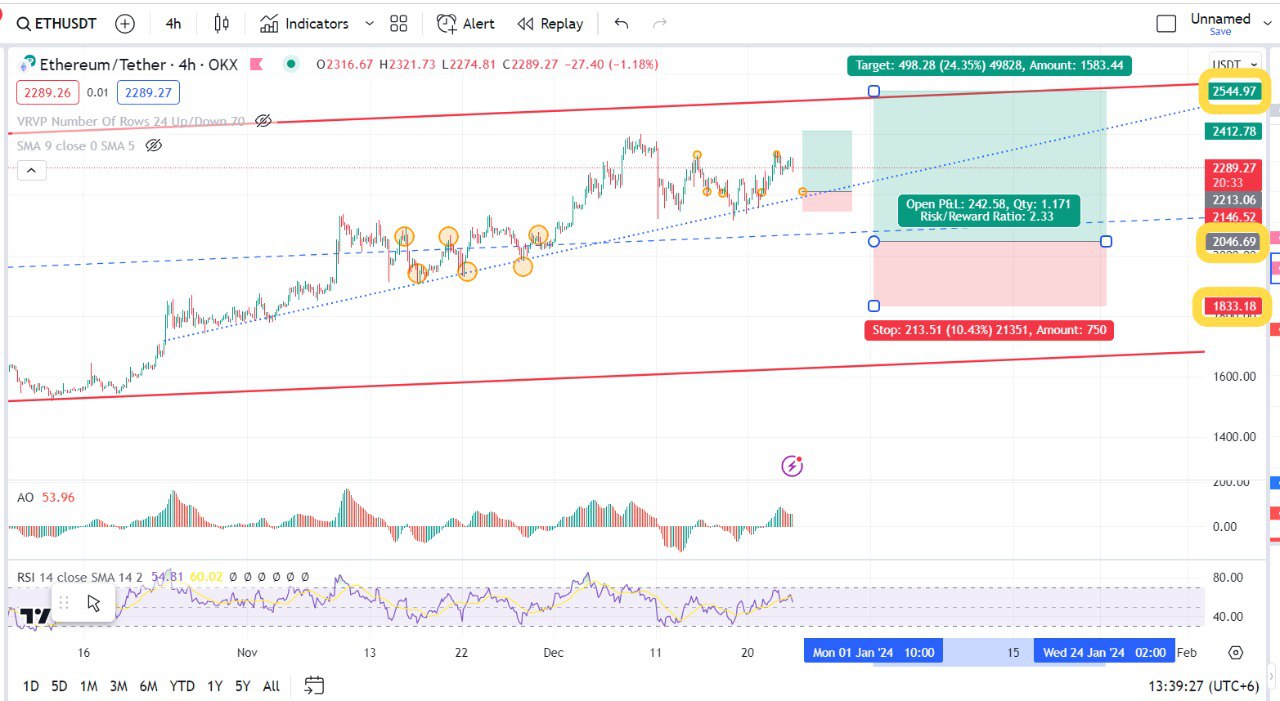 ETHUSDT 4h Indicators Alert Replay Unnamed
Save
Ethereum/Tether · 4h · OKX O2316.67 H2321.73 L2274.81 C2289.27 −27.40 (−1.18%)
USDT
Target: 498.28 (24.35%) 49828, Amount: 1583.44
2289.26 0.01 2289.27
2544.97
VRVP Number Of Rows 24 Up/Down 70
2412.78
SMA 9 close 0 SMA 5
2289.27
20:33
2213.06
Open P&L: 242.58, Qty: 1.171
Risk/Reward Ratio: 2.33
2146.52
2046.69
1833.18
Stop: 213.51 (10.43%) 21351, Amount: 750
1600.00
1400.00
200.00
AO 53.96
0.00
RSI 14 close SMA 14 2 54.81 60.02 Ø Ø Ø Ø Ø Ø
80.00
40.00
16 Nov 13 22 Dec 11 20 Mon 01 Jan '24 10:00 15 Wed 24 Jan '24 02:00 Feb
1D 5D 1M 3M 6M YTD 1Y 5Y All 13:39:27 (UTC+6)